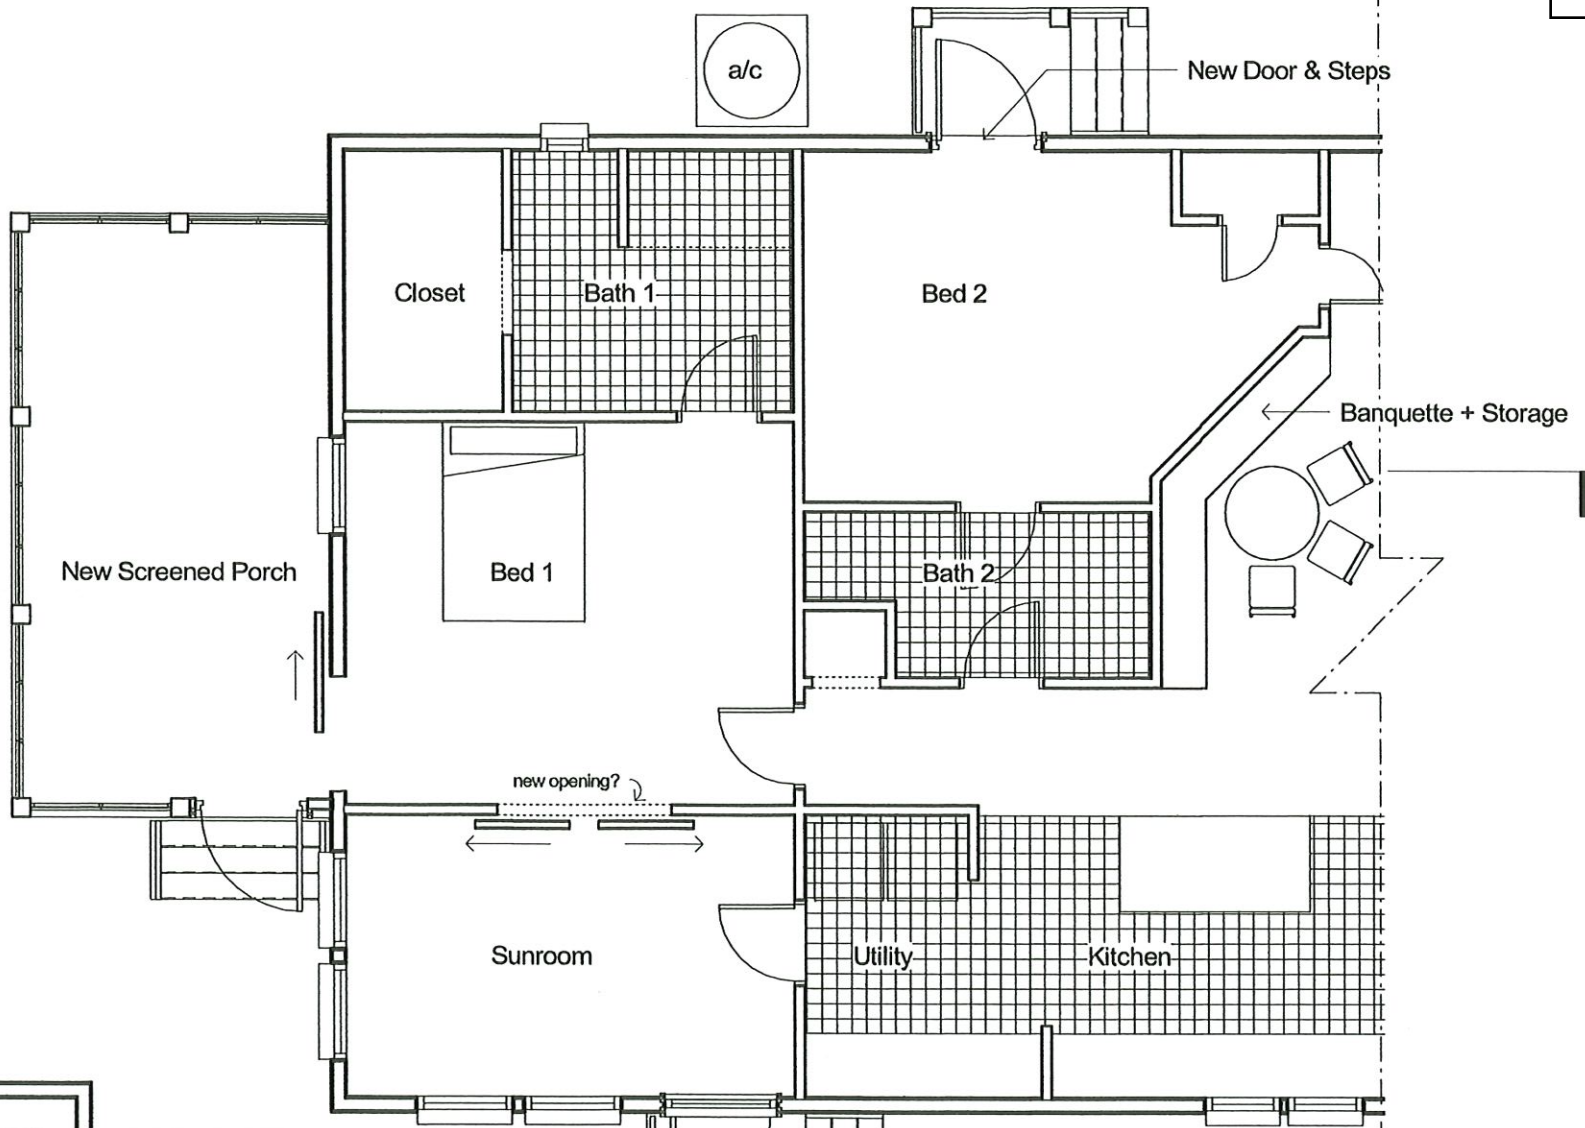 a/c
New Door & Steps
Closet
Bath 1
Bed 2
Banquette + Storage
New Screened Porch
Bed 1
Bath 2
new opening?
Sunroom
Utility
Kitchen